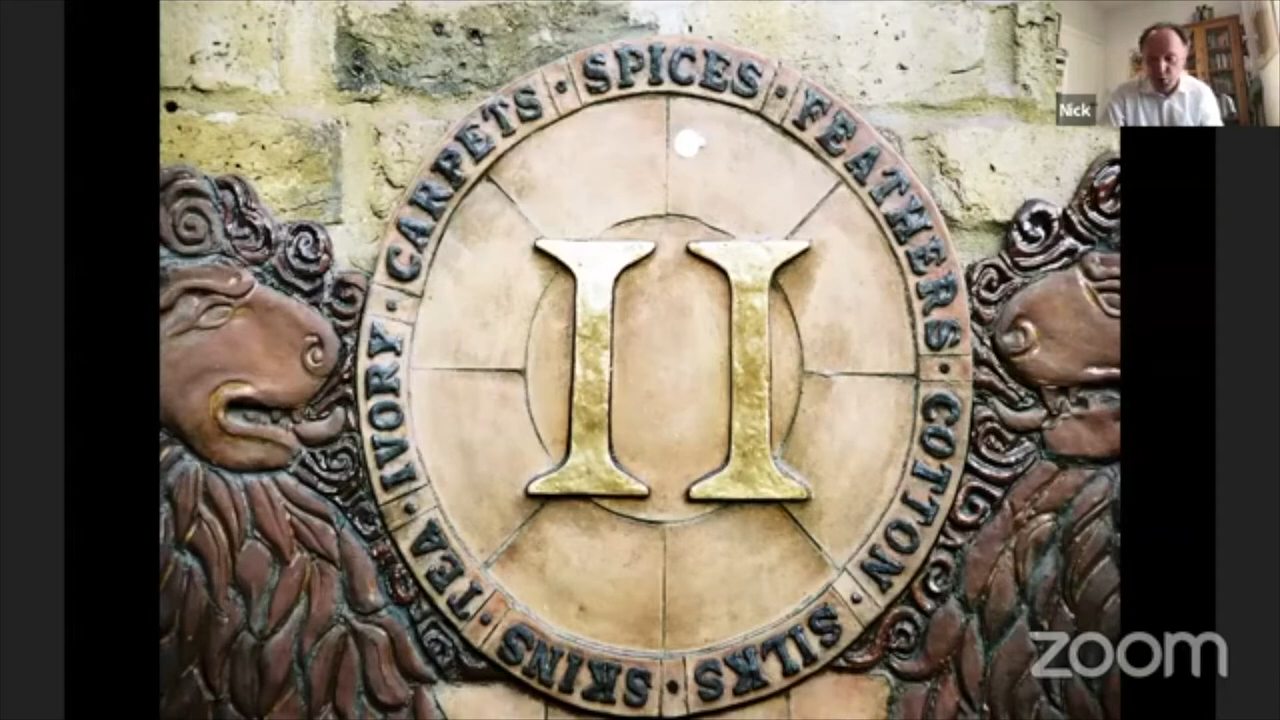 SPICES · FEATHERS · COTTON · SILKS · SKINS · TEA · IVORY · CARPETS ·
II
Nick
zoom